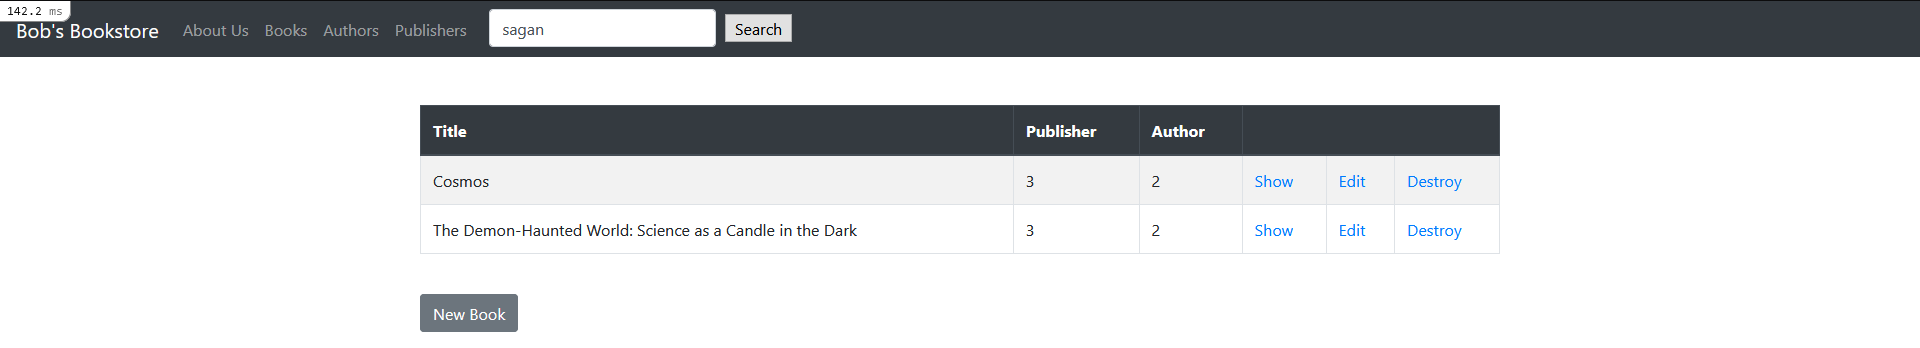 142.2 ms
Bob's Bookstore About Us Books Authors Publishers sagan Search
Title Publisher Author
Cosmos 3 2 Show Edit Destroy
The Demon-Haunted World: Science as a Candle in the Dark 3 2 Show Edit Destroy
New Book